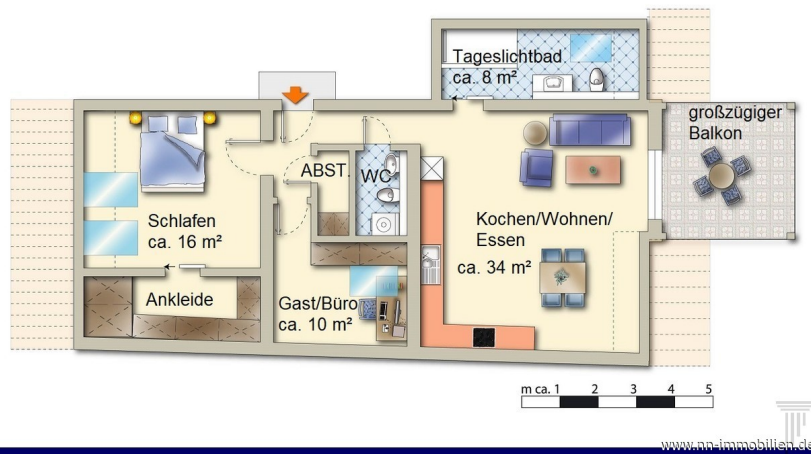 Tageslichtbad
ca. 8 m²
großzügiger
Balkon
ABST.
WC
Schlafen
ca. 16 m²
Kochen/Wohnen/
Essen
ca. 34 m²
Ankleide
Gast/Büro
ca. 10 m²
m ca. 1 2 3 4 5
www.nn-immobilien.de